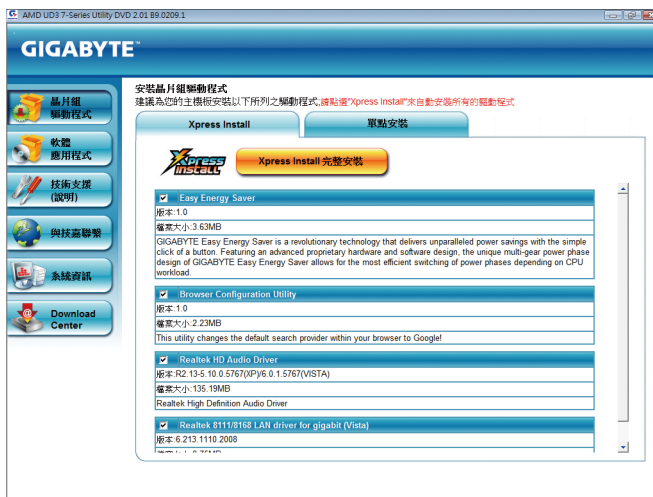 AMD UD3 7-Series Utility DVD 2.01 B9.0209.1
GIGABYTE™
晶片組
驅動程式
軟體
應用程式
技術支援
(說明)
與技嘉聯繫
系統資訊
Download
Center
安裝晶片組驅動程式
建議為您的主機板安裝以下所列之驅動程式;請點選"Xpress Install"來自動安裝所有的驅動程式
Xpress Install
單點安裝
Xpress Install
Xpress Install 完整安裝
Easy Energy Saver
版本:1.0
檔案大小:3.63MB
GIGABYTE Easy Energy Saver is a revolutionary technology that delivers unparalleled power savings with the simple
click of a button. Featuring an advanced proprietary hardware and software design, the unique multi-gear power phase
design of GIGABYTE Easy Energy Saver allows for the most efficient switching of power phases depending on CPU
workload.
Browser Configuration Utility
版本:1.0
檔案大小:2.23MB
This utility changes the default search provider within your browser to Google!
Realtek HD Audio Driver
版本:R2.13-5.10.0.5767(XP)/6.0.1.5767(VISTA)
檔案大小:135.19MB
Realtek High Definition Audio Driver
Realtek 8111/8168 LAN driver for gigabit (Vista)
版本:6.213.1110.2008